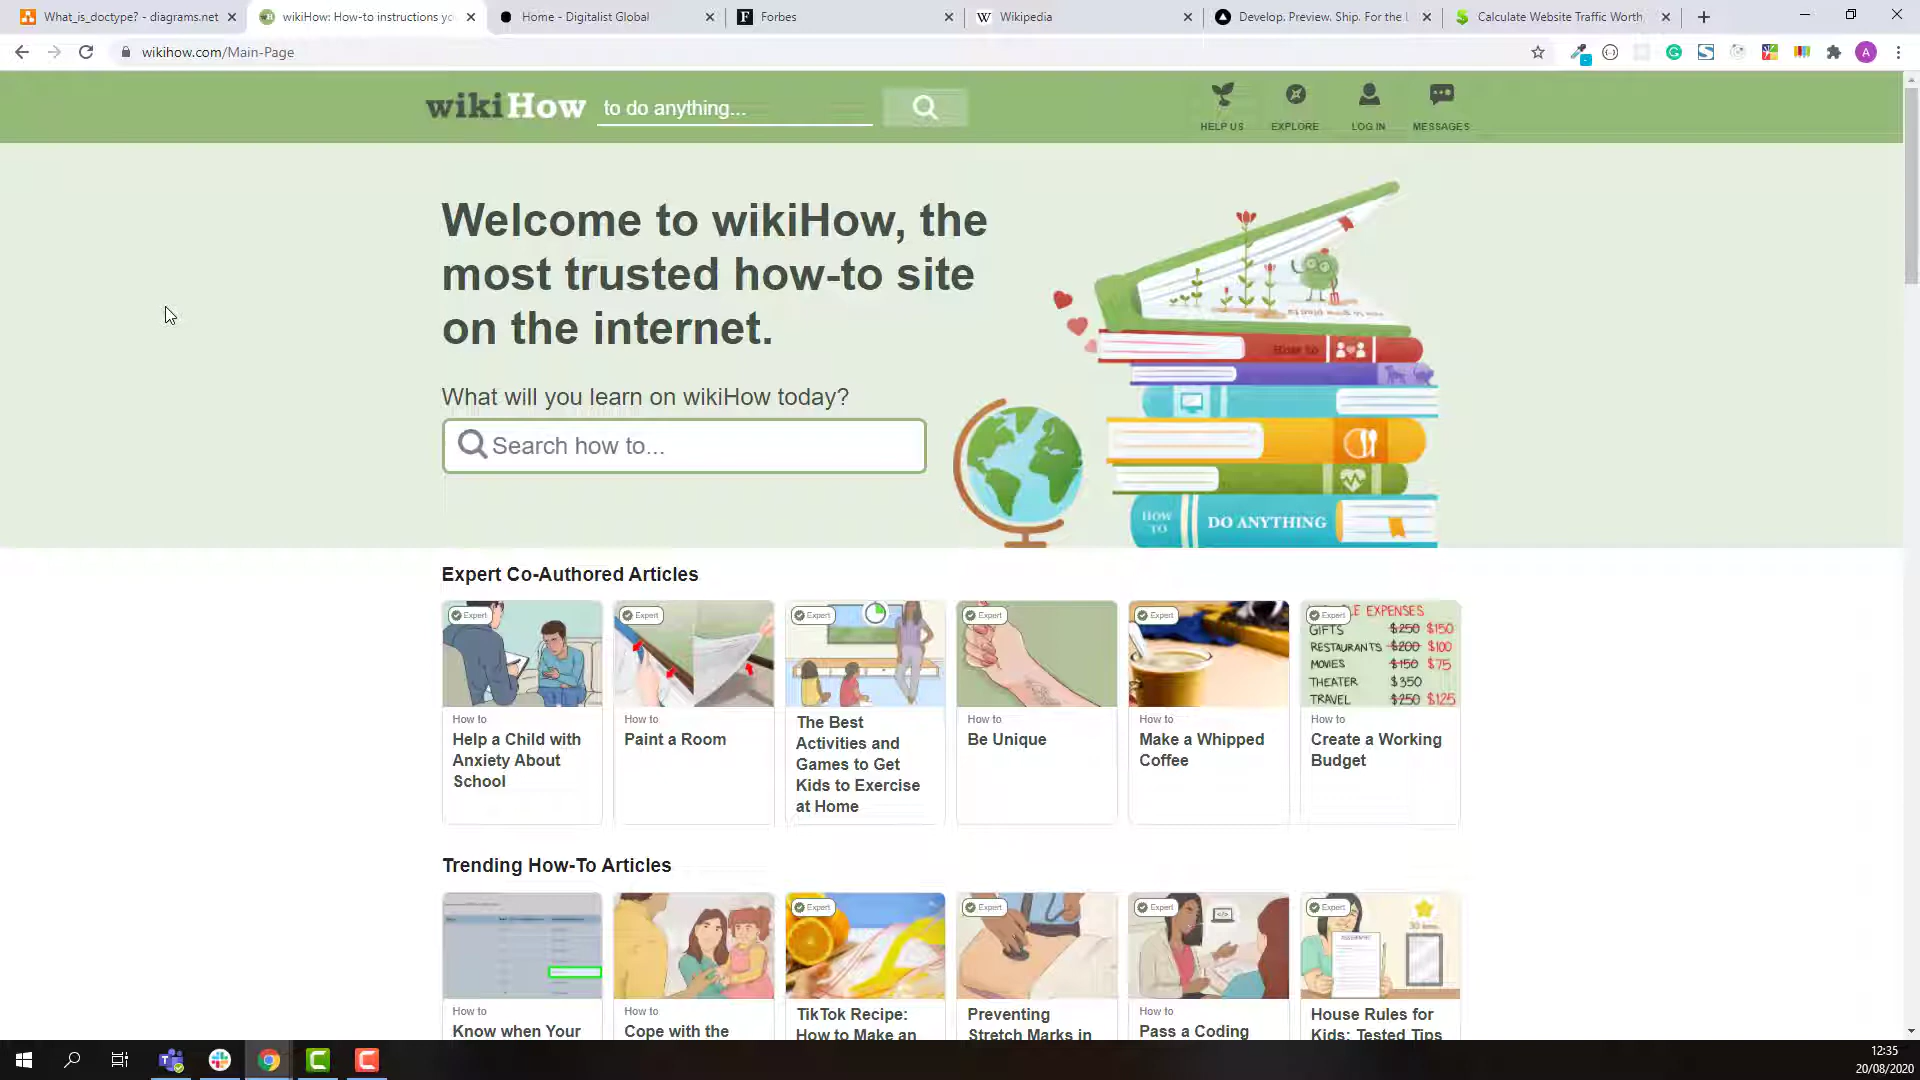 What_is_doctype? - diagrams.net
wikiHow: How-to instructions yo
Home - Digitalist Global
Forbes
Wikipedia
Develop. Preview. Ship. For the
Calculate Website Traffic Worth
wikihow.com/Main-Page
A
wikiHow
to do anything...
HELP US
EXPLORE
LOG IN
MESSAGES
Welcome to wikiHow, the
most trusted how-to site
on the internet.
What will you learn on wikiHow today?
Search how to...
How to
HOW TO
DO ANYTHING
Expert Co-Authored Articles
Expert
Expert
Expert
Expert
Expert
Expert
LE EXPENSES
GIFTS $250 $150
RESTAURANTS $200 $100
MOVIES $150 $75
THEATER $350
TRAVEL $250 $125
How to
Help a Child with
Anxiety About
School
How to
Paint a Room
The Best
Activities and
Games to Get
Kids to Exercise
at Home
How to
Be Unique
How to
Make a Whipped
Coffee
How to
Create a Working
Budget
Trending How-To Articles
Expert
Expert
Expert
Expert
How to
Know when Your
How to
Cope with the
TikTok Recipe:
How to Make an
Preventing
Stretch Marks in
How to
Pass a Coding
House Rules for
Kids: Tested Tips
12:35
20/08/2020